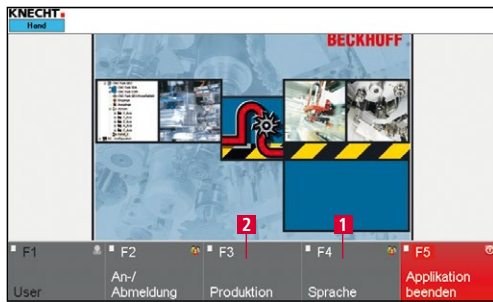 KNECHT
Hand
BECKHOFF
2
1
F1
F2
F3
F4
F5
User
An-/
Abmeldung
Produktion
Sprache
Applikation
beenden